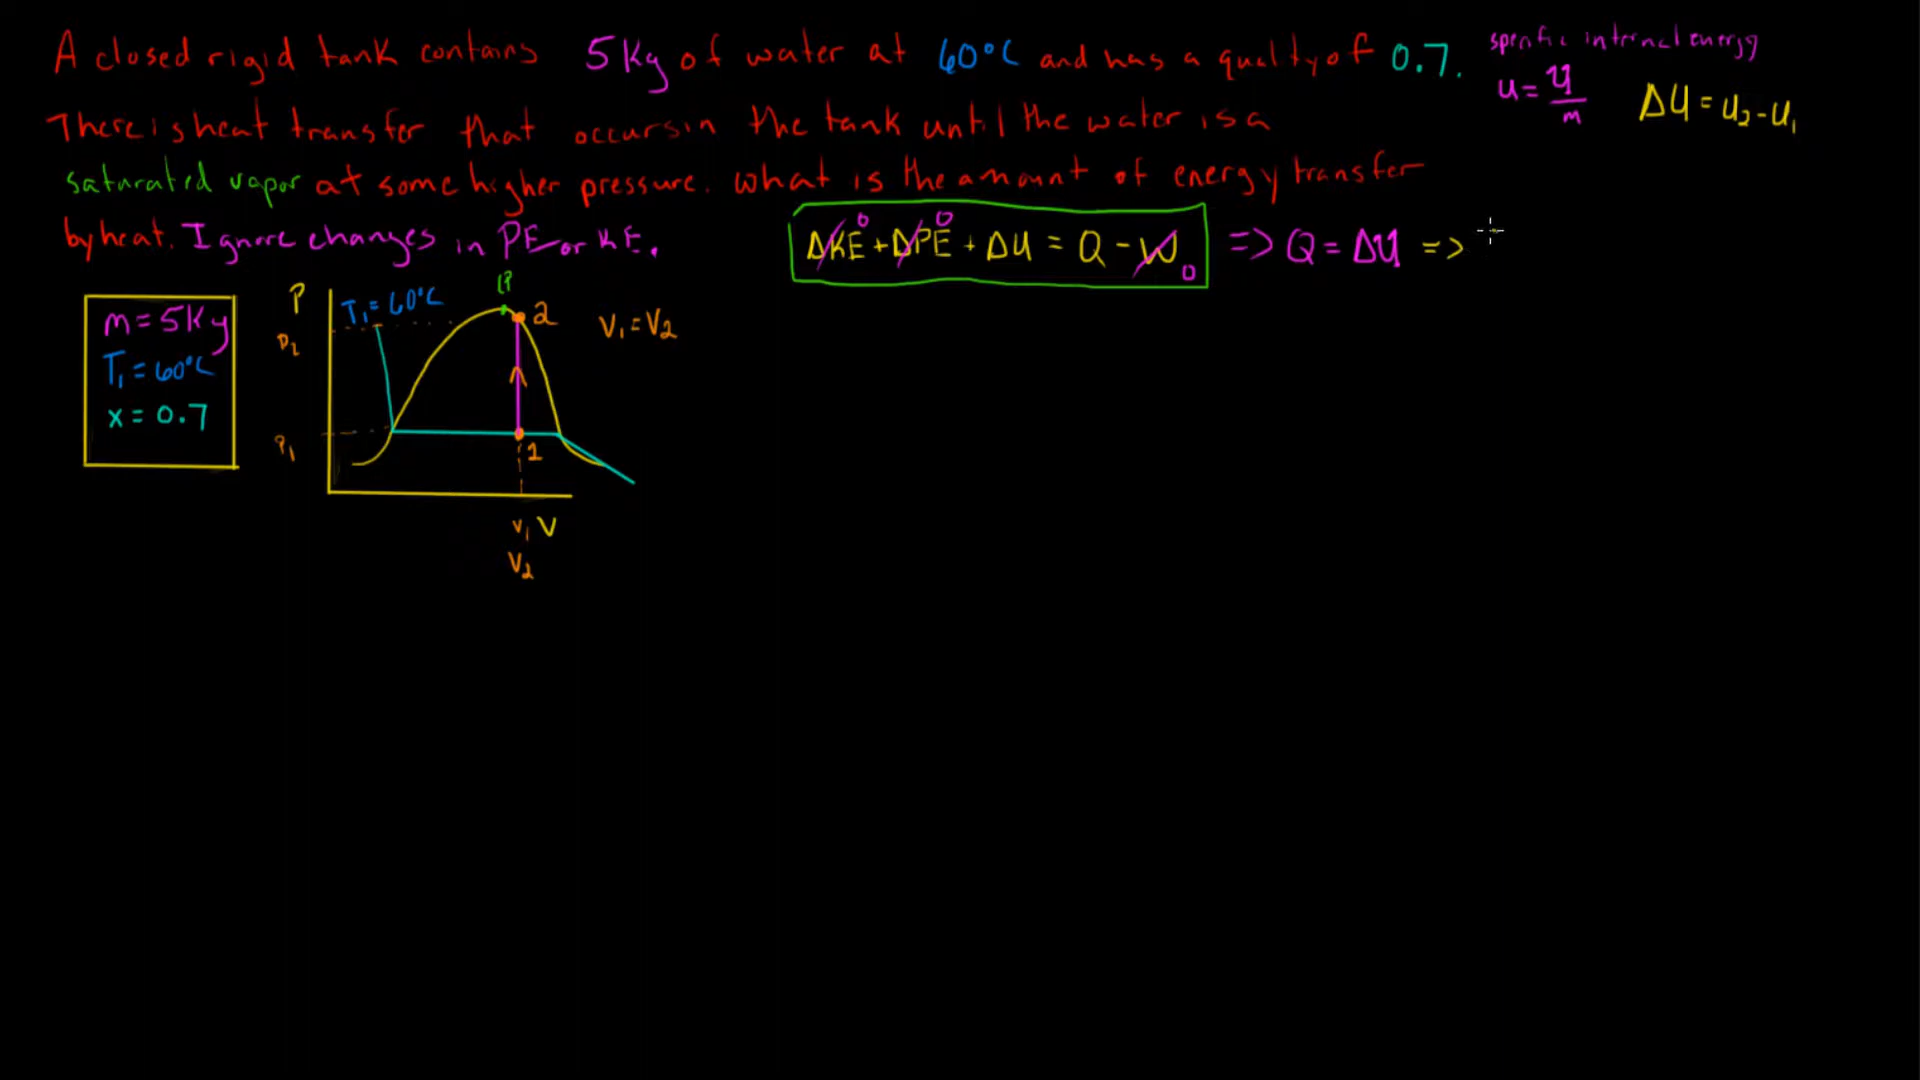 A closed rigid tank contains 5Kg of water at 60°C and has a quality of 0.7.
There is heat transfer that occurs in the tank until the water is a
saturated vapor at some higher pressure. What is the amount of energy transfer
by heat. Ignore changes in PE or KE.
specific internal energy
u = U/m
ΔU = U₂-U₁
ΔKE⁰ + ΔPE⁰ + ΔU = Q - W₀ => Q = ΔU =>
m = 5Kg
T₁ = 60°C
x = 0.7
P
T₁ = 60°C
CP
2
V₁ = V₂
P₂
P₁
1
V₁ V
V₂